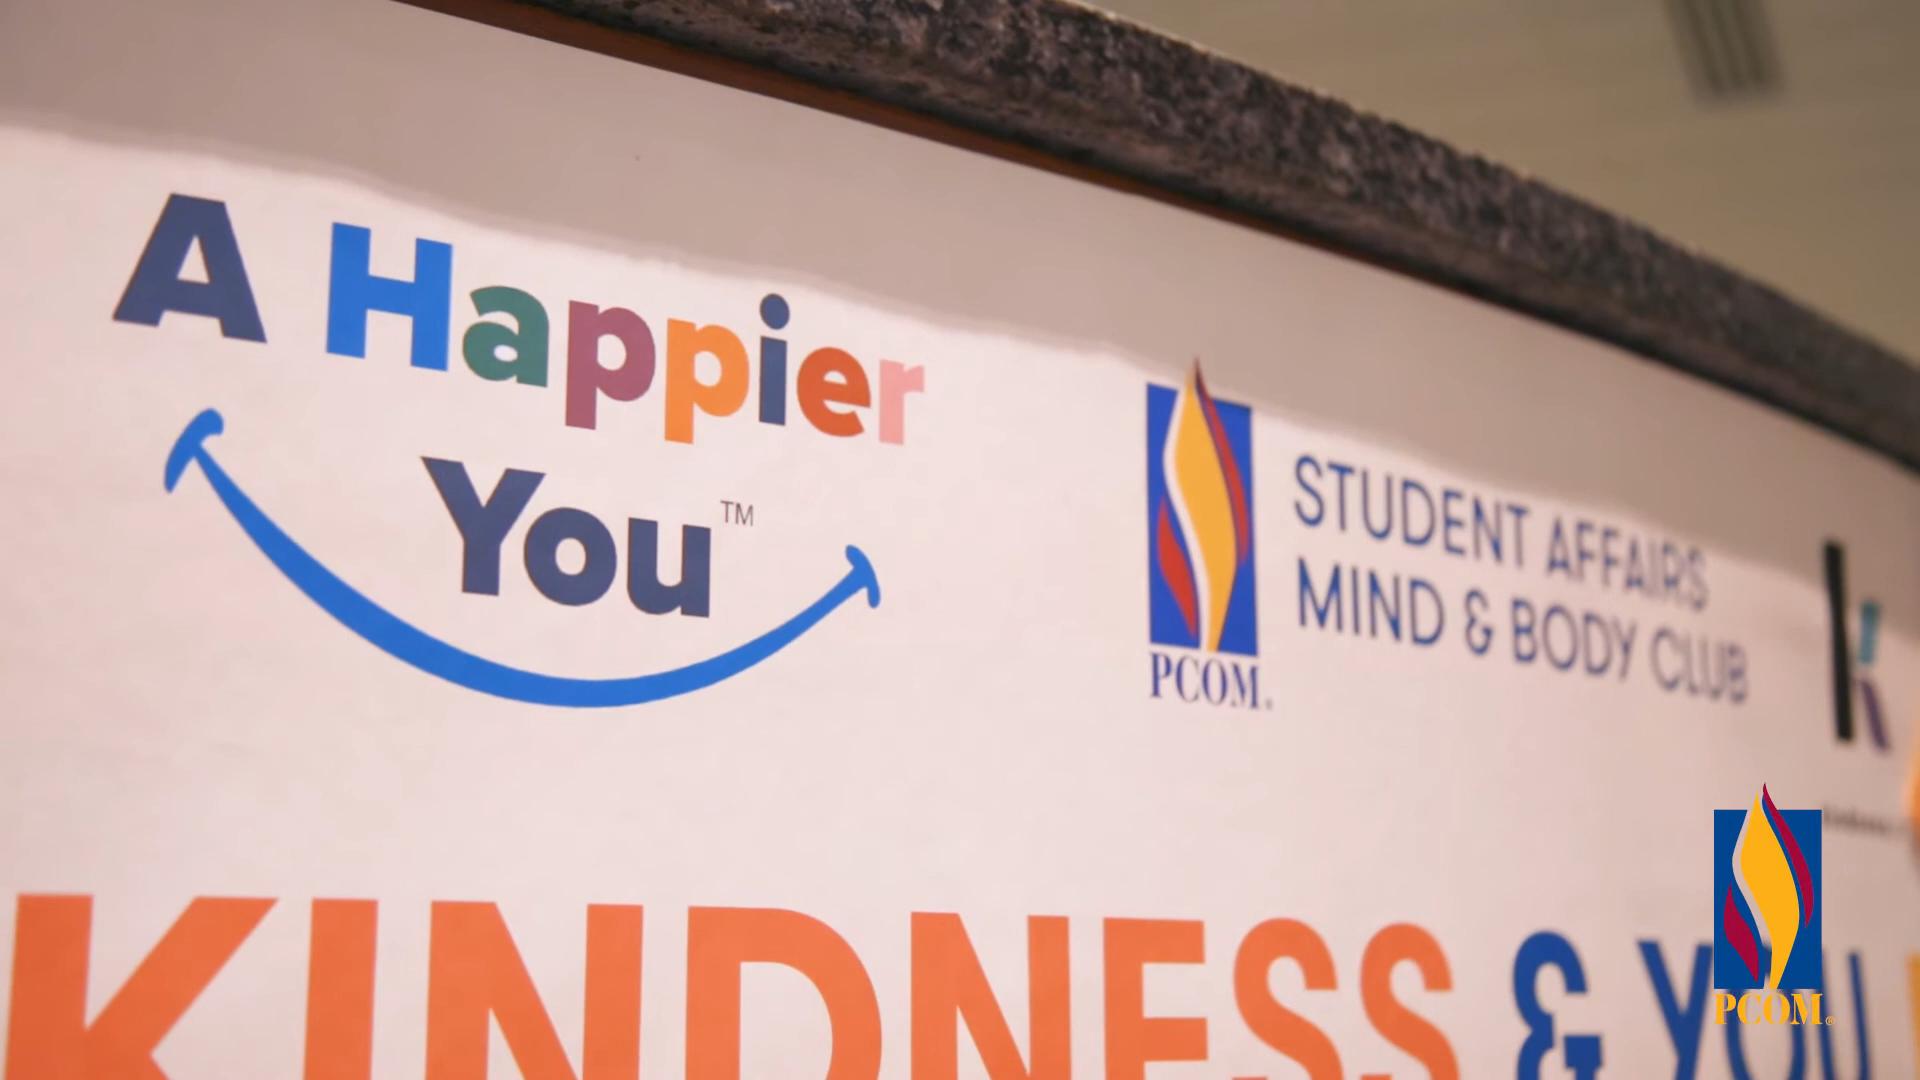 A Happier
You™
STUDENT AFFAIRS
MIND & BODY CLUB
PCOM®
K
KINDNESS & YOU
PCOM®